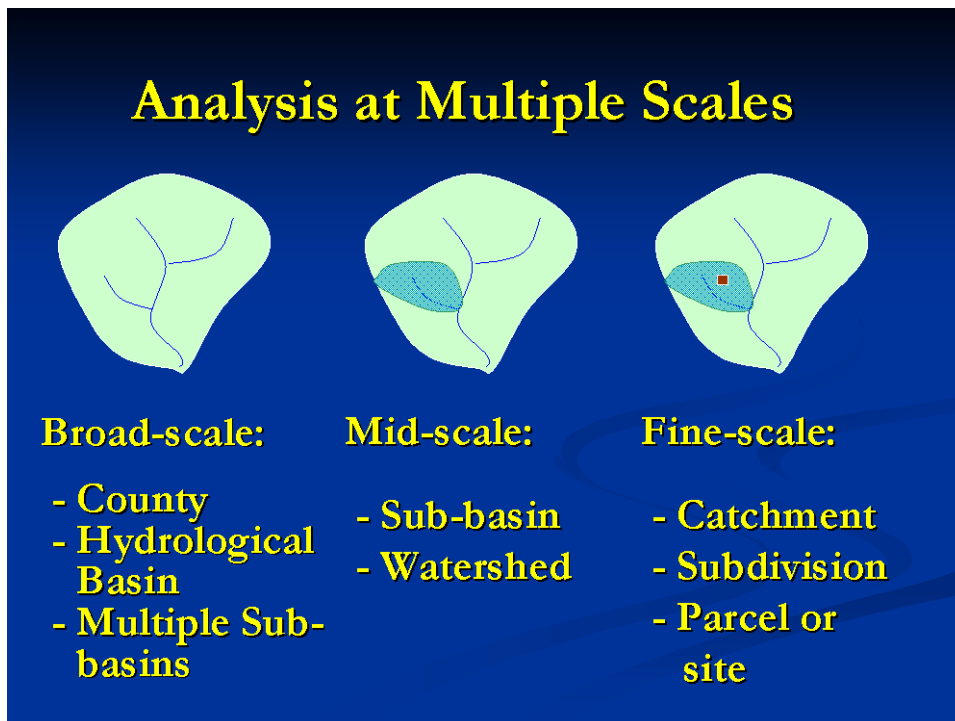 Analysis at Multiple Scales
Broad-scale:
- County
- Hydrological
Basin
- Multiple Sub-
basins
Mid-scale:
- Sub-basin
- Watershed
Fine-scale:
- Catchment
- Subdivision
- Parcel or
site